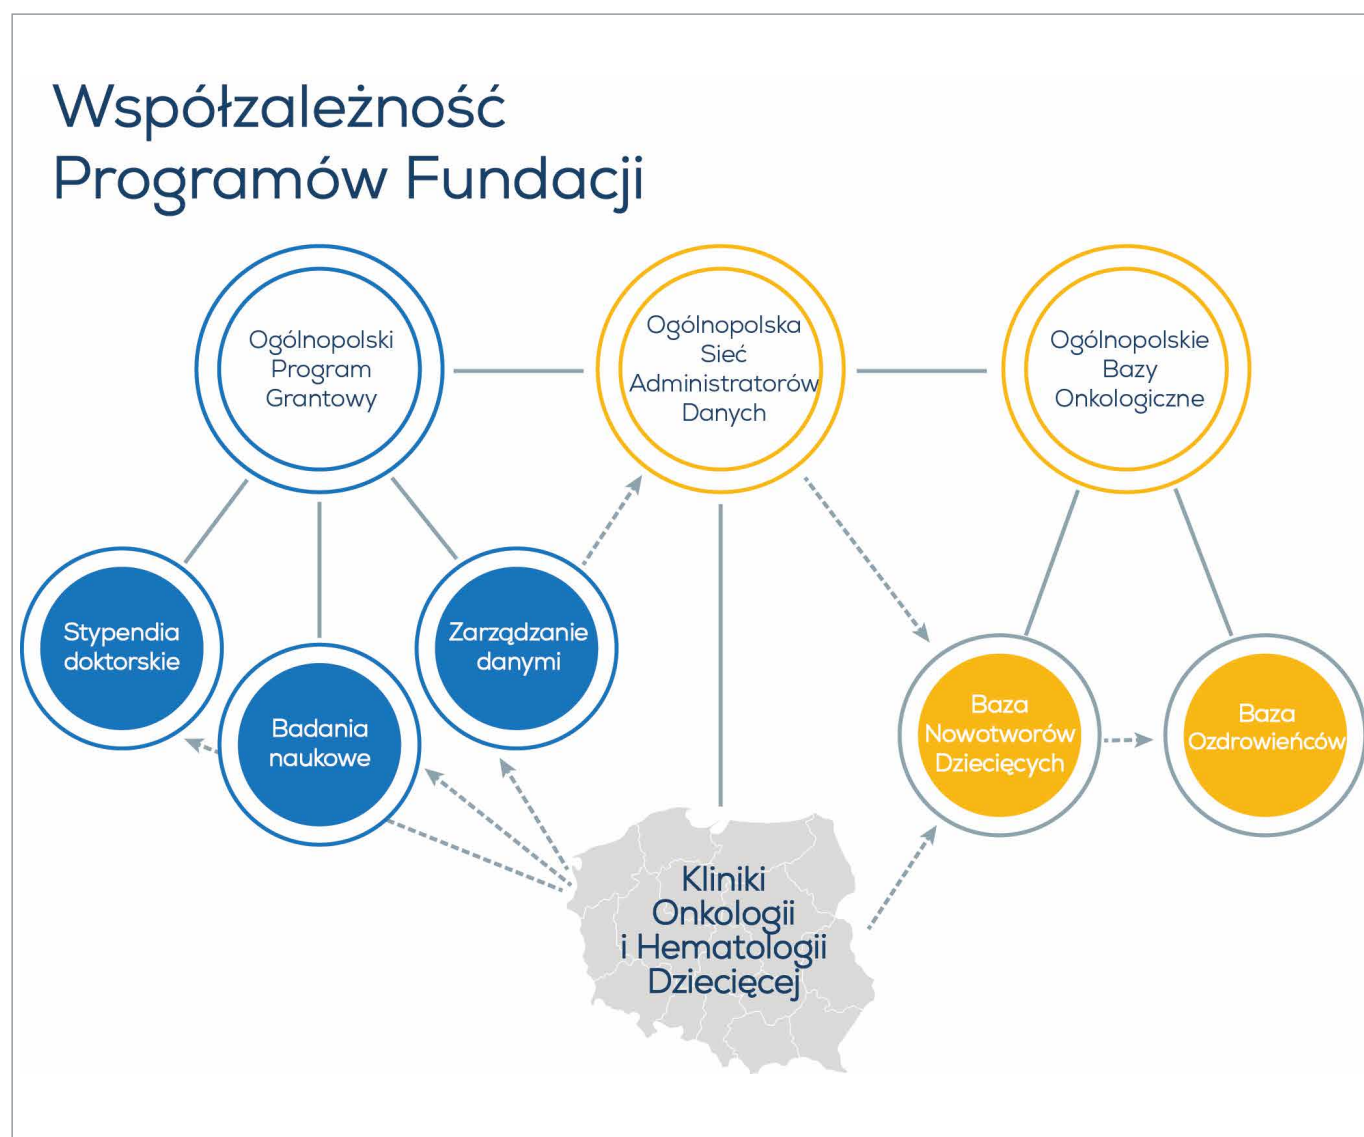 Współzależność
Programów Fundacji
Ogólnopolski
Program
Grantowy
Ogólnopolska
Sieć
Administratorów
Danych
Ogólnopolskie
Bazy
Onkologiczne
Stypendia
doktorskie
Badania
naukowe
Zarządzanie
danymi
Baza
Nowotworów
Dziecięcych
Baza
Ozdrowieńców
Kliniki
Onkologii
i Hematologii
Dziecięcej